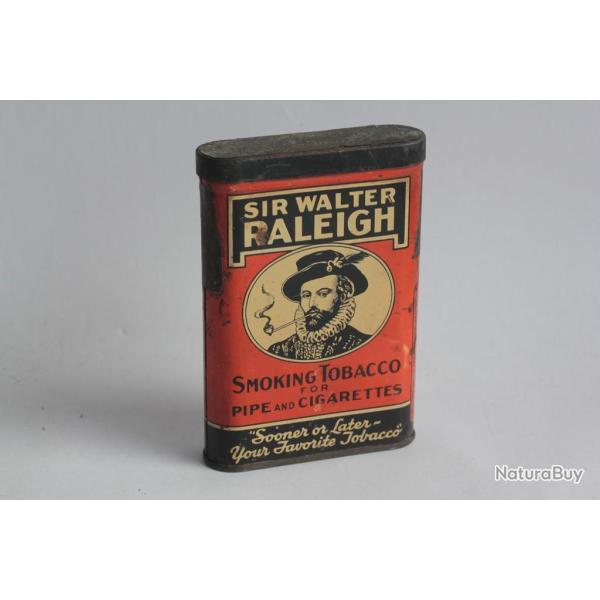 SIR WALTER
RALEIGH
SMOKING TOBACCO
FOR
PIPE AND CIGARETTES
"Sooner or Later-
Your Favorite Tobacco"
NaturaBuy